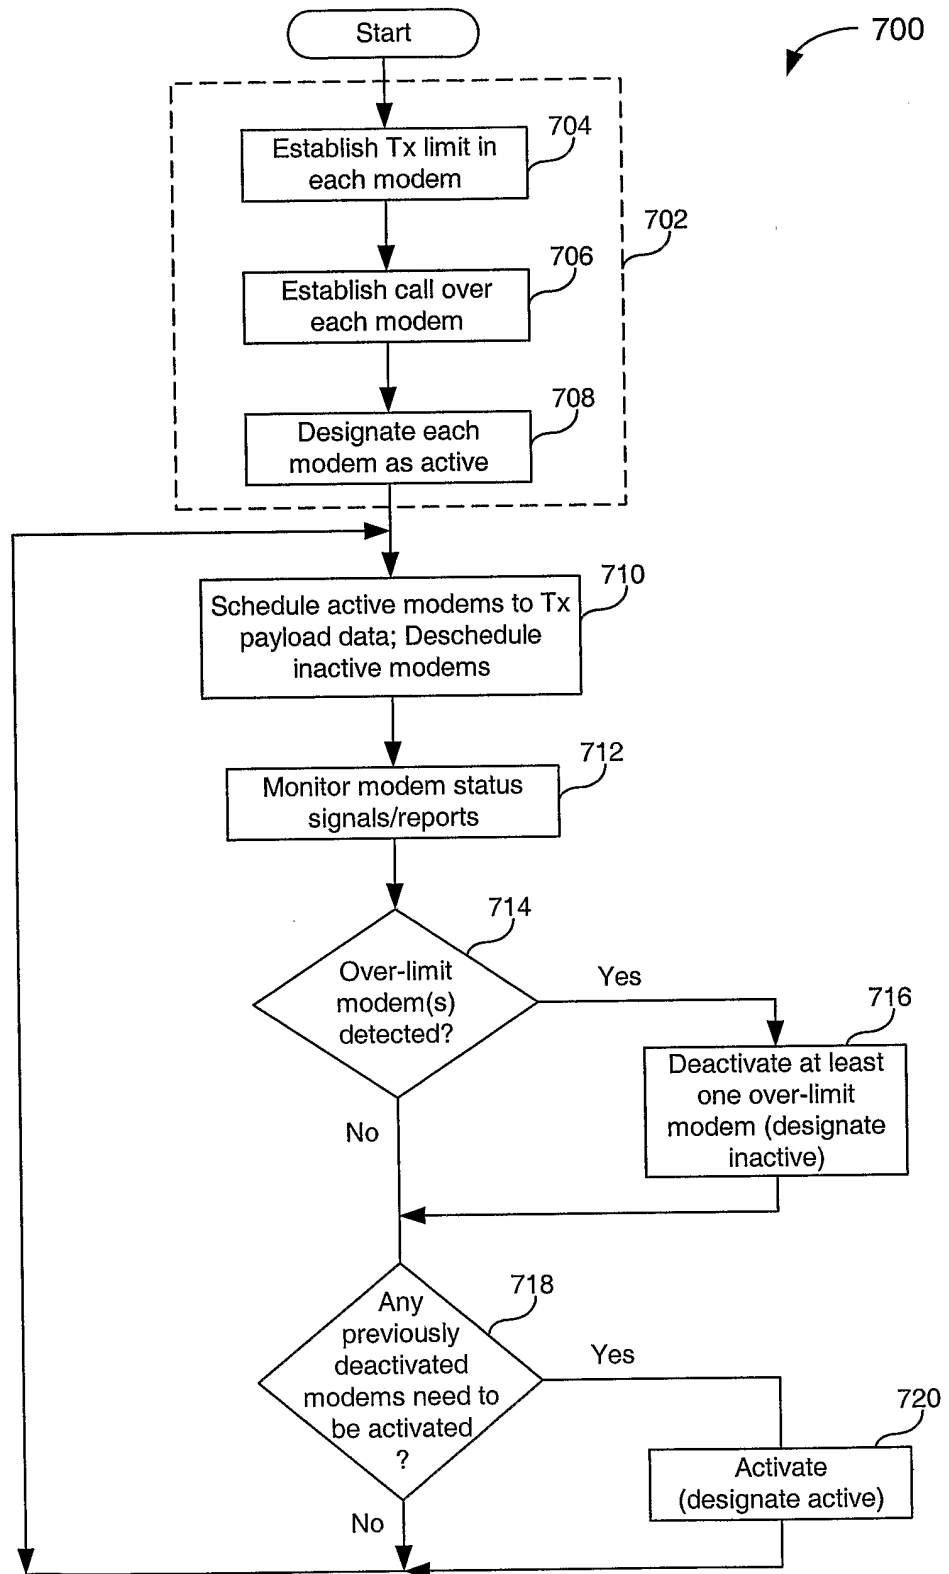 Start
700
704
Establish Tx limit in
each modem
702
706
Establish call over
each modem
708
Designate each
modem as active
710
Schedule active modems to Tx
payload data; Deschedule
inactive modems
712
Monitor modem status
signals/reports
714
Over-limit
modem(s)
detected?
Yes
716
Deactivate at least
one over-limit
modem (designate
inactive)
No
718
Any
previously
deactivated
modems need to
be activated
?
Yes
720
Activate
(designate active)
No